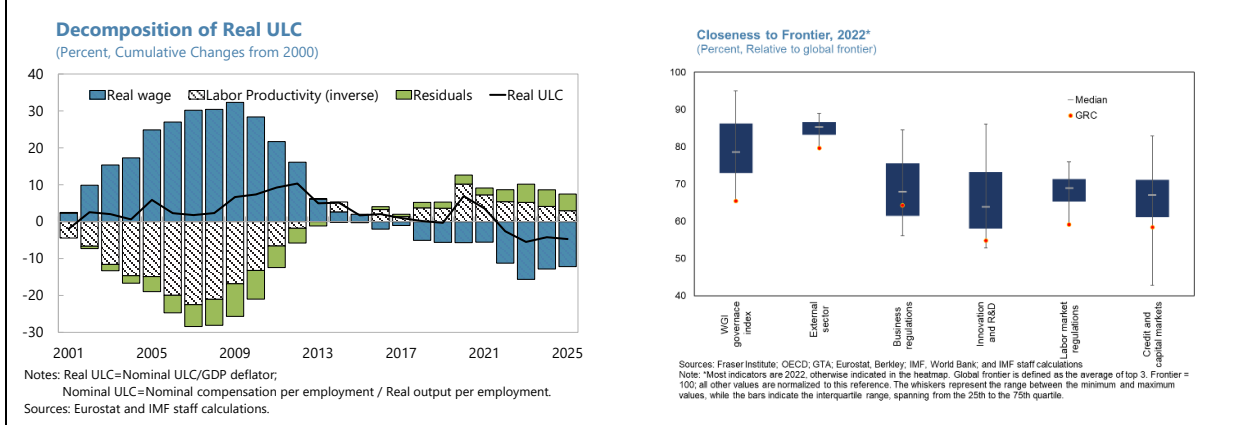 Decomposition of Real ULC
(Percent, Cumulative Changes from 2000)
40
30
20
10
0
-10
-20
-30
Real wage
Labor Productivity (inverse)
Residuals
Real ULC
2001
2005
2009
2013
2017
2021
2025
Notes: Real ULC=Nominal ULC/GDP deflator;
Nominal ULC=Nominal compensation per employment / Real output per employment.
Sources: Eurostat and IMF staff calculations.
Closeness to Frontier, 2022*
(Percent, Relative to global frontier)
100
90
80
70
60
50
40
Median
GRC
WGI
governace
index
External
sector
Business
regulations
Innovation
and R&D
Labor market
regulations
Credit and
capital markets
Sources: Fraser Institute; OECD; GTA; Eurostat, Berkley; IMF, World Bank; and IMF staff calculations
Note: *Most indicators are 2022, otherwise indicated in the heatmap. Global frontier is defined as the average of top 3. Frontier =
100; all other values are normalized to this reference. The whiskers represent the range between the minimum and maximum
values, while the bars indicate the interquartile range, spanning from the 25th to the 75th quartile.